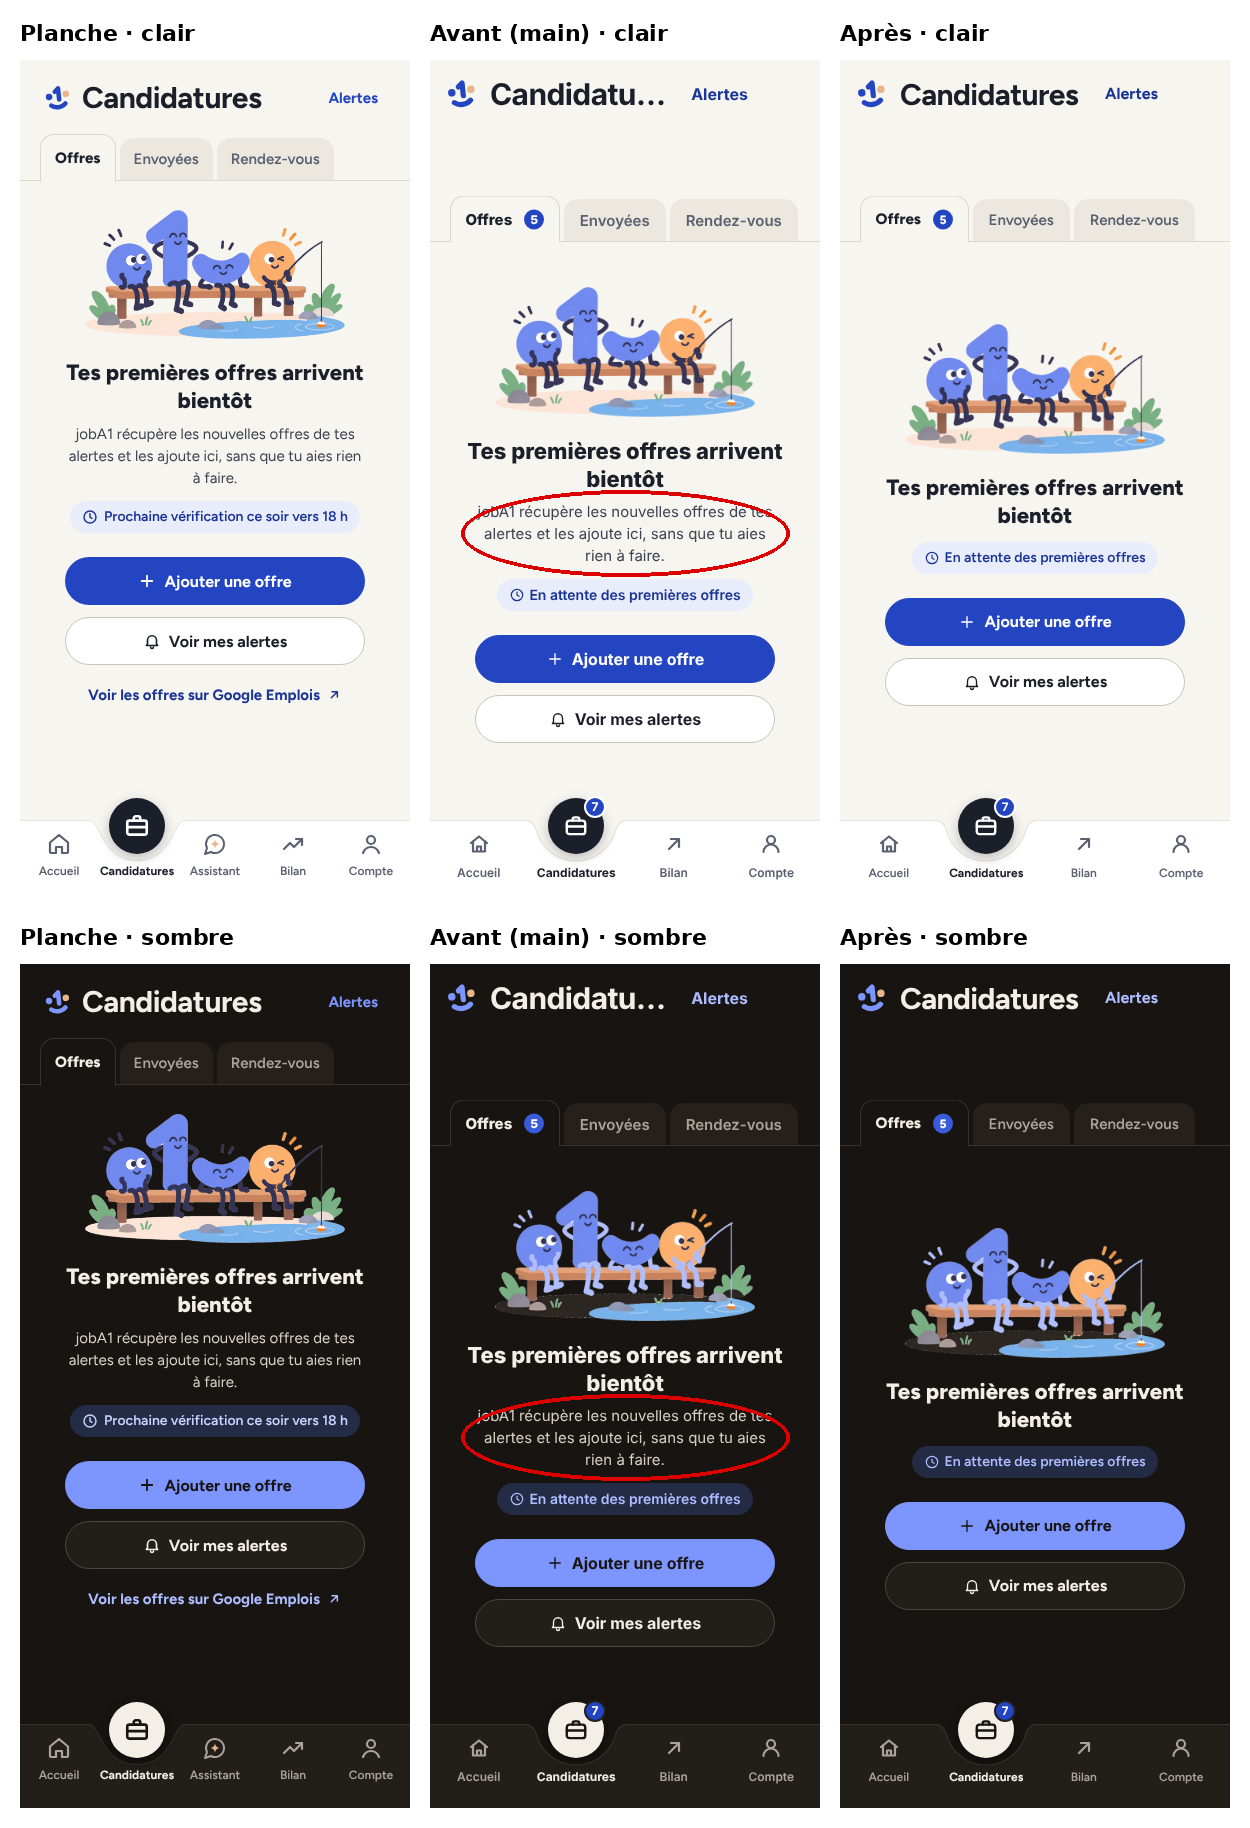 Planche · clair
Candidatures
Alertes
Offres
Envoyées
Rendez-vous
Tes premières offres arrivent
bientôt
jobA1 récupère les nouvelles offres de tes
alertes et les ajoute ici, sans que tu aies rien
à faire.
Prochaine vérification ce soir vers 18 h
Ajouter une offre
Voir mes alertes
Voir les offres sur Google Emplois
Accueil
Candidatures
Assistant
Bilan
Compte
Avant (main) · clair
Candidatu...
Alertes
Offres 5
Envoyées
Rendez-vous
Tes premières offres arrivent
bientôt
jobA1 récupère les nouvelles offres de tes
alertes et les ajoute ici, sans que tu aies
rien à faire.
En attente des premières offres
Ajouter une offre
Voir mes alertes
7
Accueil
Candidatures
Bilan
Compte
Après · clair
Candidatures
Alertes
Offres 5
Envoyées
Rendez-vous
Tes premières offres arrivent
bientôt
En attente des premières offres
Ajouter une offre
Voir mes alertes
7
Accueil
Candidatures
Bilan
Compte
Planche · sombre
Candidatures
Alertes
Offres
Envoyées
Rendez-vous
Tes premières offres arrivent
bientôt
jobA1 récupère les nouvelles offres de tes
alertes et les ajoute ici, sans que tu aies rien
à faire.
Prochaine vérification ce soir vers 18 h
Ajouter une offre
Voir mes alertes
Voir les offres sur Google Emplois
Accueil
Candidatures
Assistant
Bilan
Compte
Avant (main) · sombre
Candidatu...
Alertes
Offres 5
Envoyées
Rendez-vous
Tes premières offres arrivent
bientôt
jobA1 récupère les nouvelles offres de tes
alertes et les ajoute ici, sans que tu aies
rien à faire.
En attente des premières offres
Ajouter une offre
Voir mes alertes
7
Accueil
Candidatures
Bilan
Compte
Après · sombre
Candidatures
Alertes
Offres 5
Envoyées
Rendez-vous
Tes premières offres arrivent
bientôt
En attente des premières offres
Ajouter une offre
Voir mes alertes
7
Accueil
Candidatures
Bilan
Compte